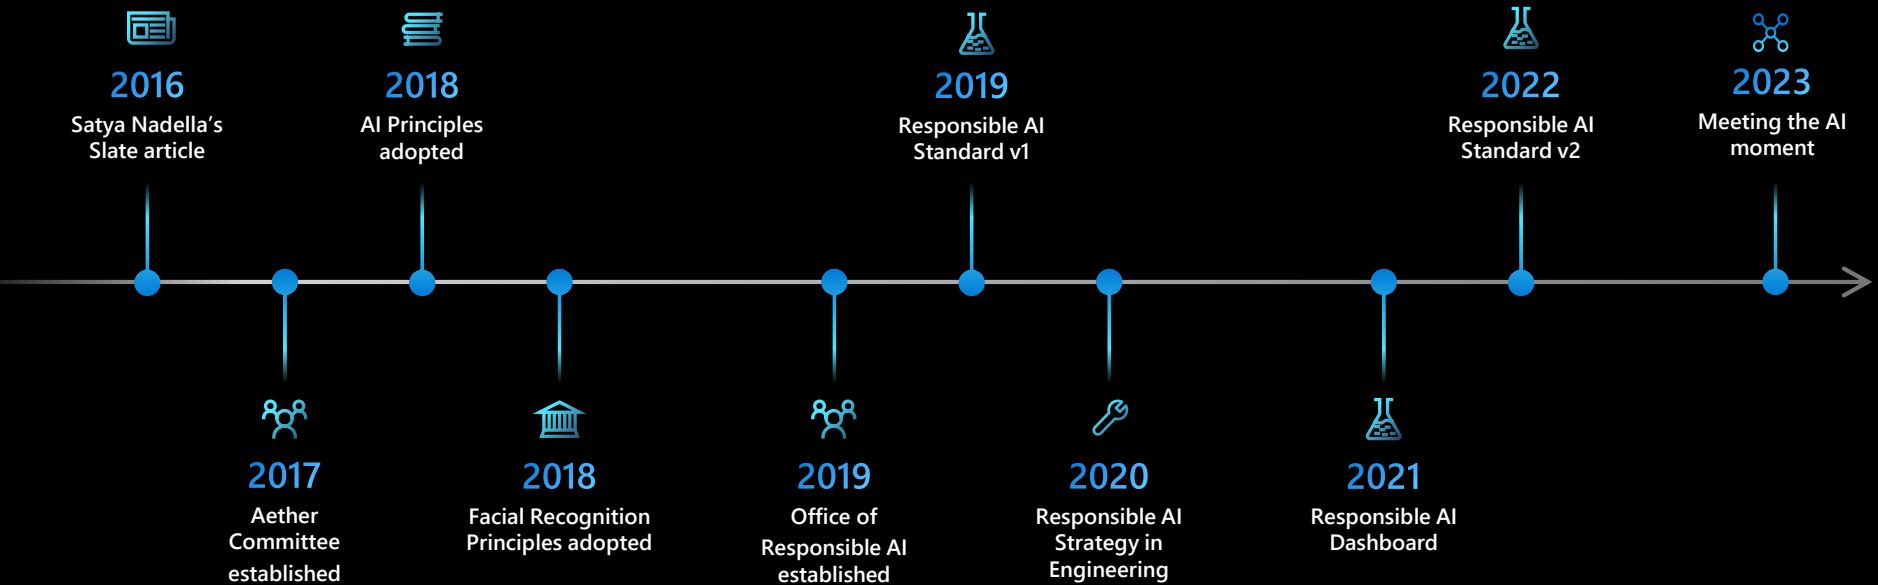 2016
Satya Nadella's
Slate article
2018
AI Principles
adopted
2019
Responsible AI
Standard v1
2022
Responsible AI
Standard v2
2023
Meeting the AI
moment
2017
Aether
Committee
established
2018
Facial Recognition
Principles adopted
2019
Office of
Responsible AI
established
2020
Responsible AI
Strategy in
Engineering
2021
Responsible AI
Dashboard